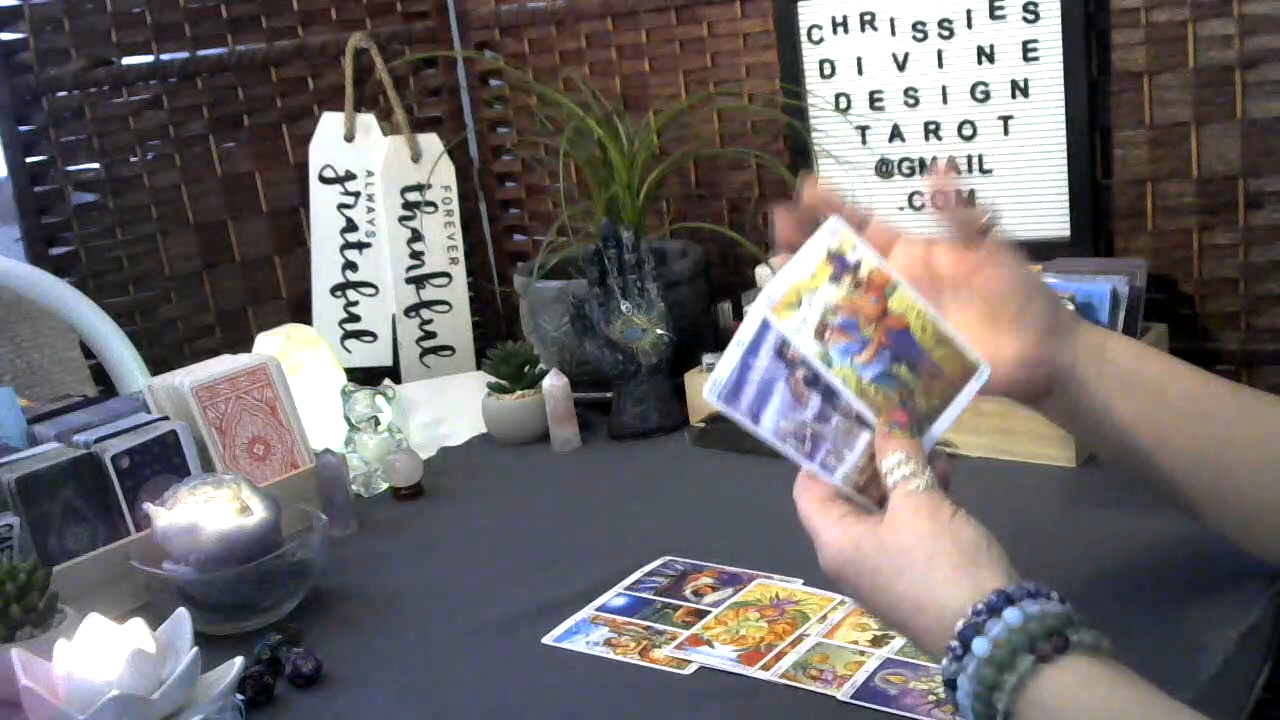 CHRISSIES
DIVINE
DESIGN
TAROT
@GMAIL
.COM
ALWAYS
grateful
FOREVER
thankful